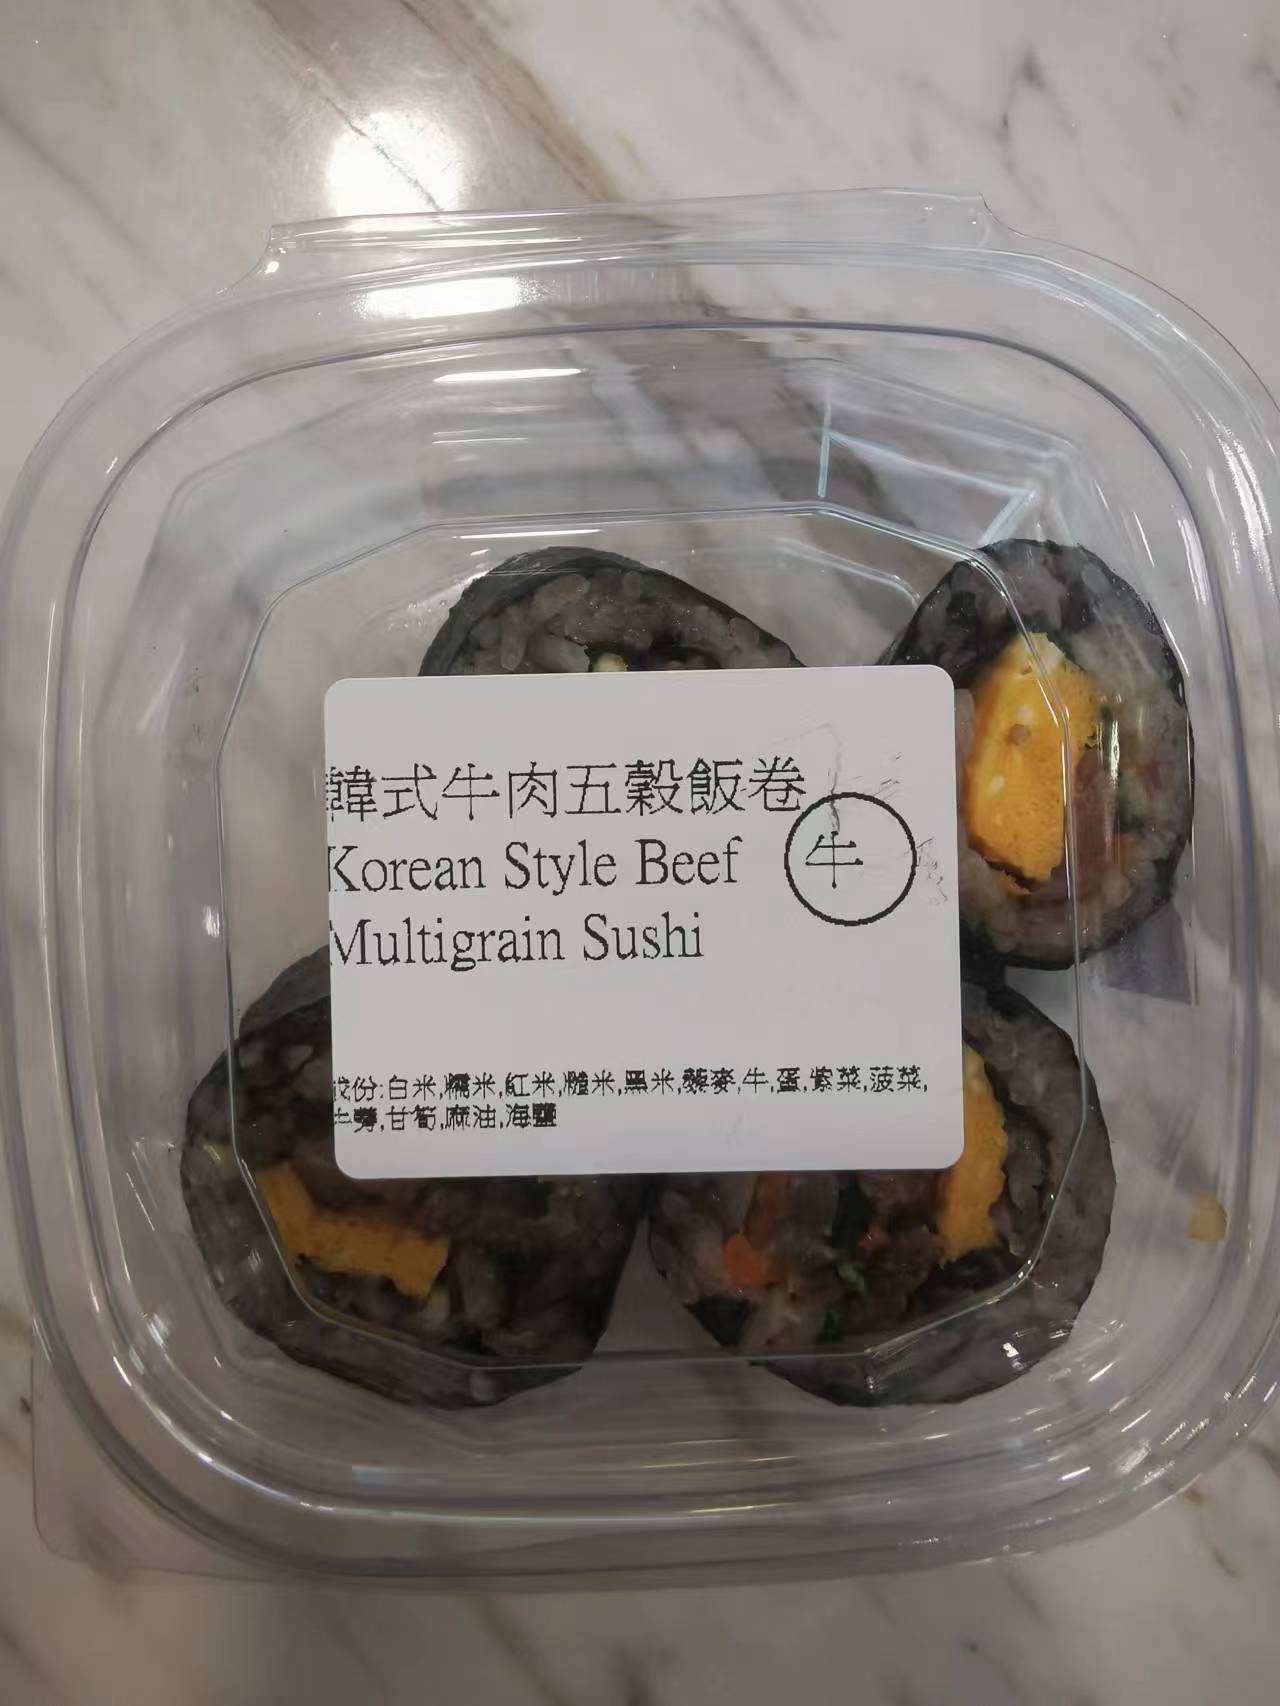 韓式牛肉五穀飯卷
Korean Style Beef
牛
Multigrain Sushi
成份:白米,糯米,紅米,糙米,黑米,藜麥,牛,蛋,紫菜,菠菜,
牛蒡,甘筍,麻油,海鹽